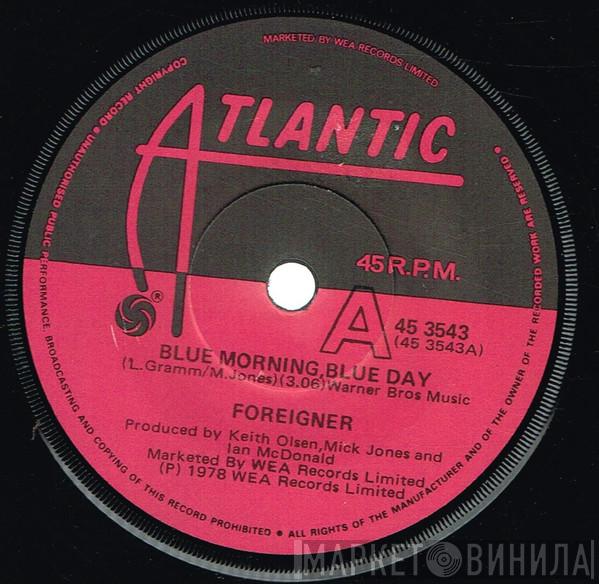 MARKETED BY WEA RECORDS LIMITED
ATLANTIC
®
45 R.P.M.
A
45 3543
(45 3543A)
BLUE MORNING, BLUE DAY
(L. Gramm/M. Jones)(3.06)Warner Bros Music
FOREIGNER
Produced by Keith Olsen, Mick Jones and
Ian McDonald
Marketed By WEA Records Limited
(P) 1978 WEA Records Limited
COPYRIGHT RECORD • UNAUTHORISED PUBLIC PERFORMANCE, BROADCASTING AND COPYING OF THIS RECORD PROHIBITED • ALL RIGHTS OF THE MANUFACTURER AND OF THE OWNER OF THE RECORDED WORK ARE RESERVED •
МАРКЕТ ВИНИЛА